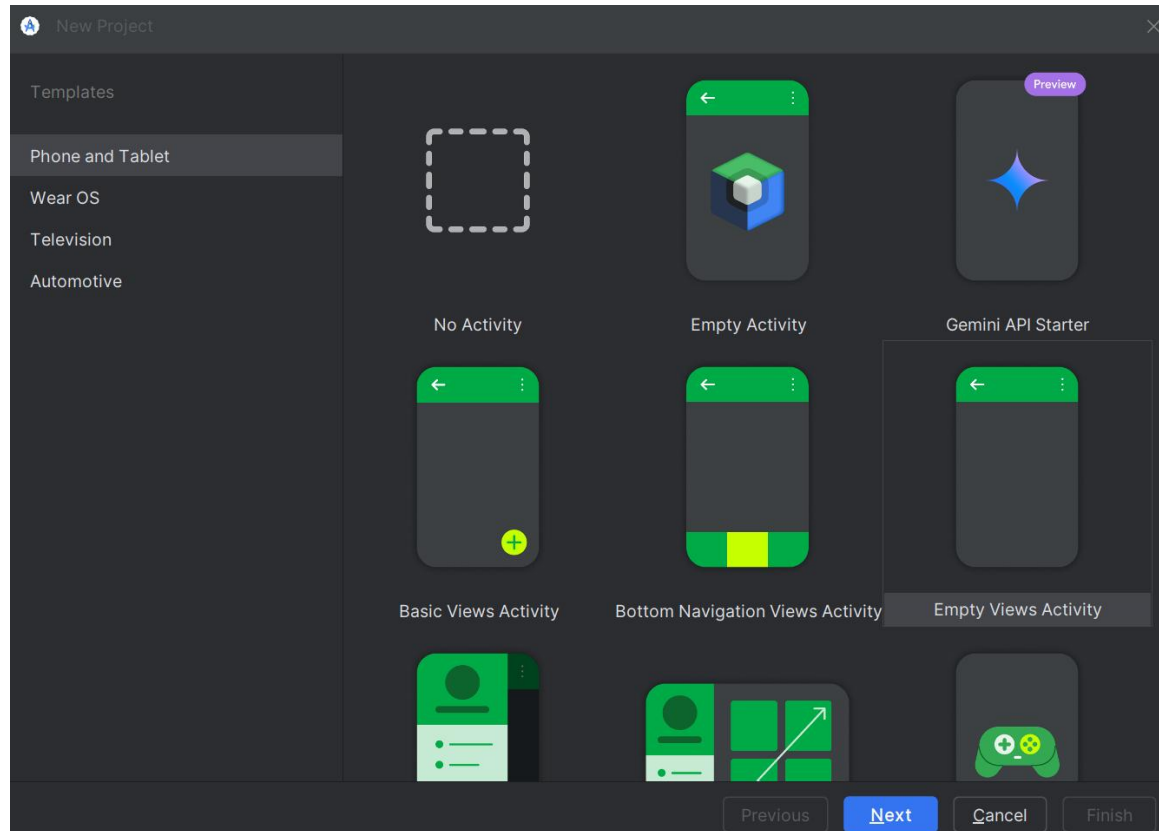 New Project
Templates
Phone and Tablet
Wear OS
Television
Automotive
Preview
No Activity
Empty Activity
Gemini API Starter
Basic Views Activity
Bottom Navigation Views Activity
Empty Views Activity
Previous
Next
Cancel
Finish